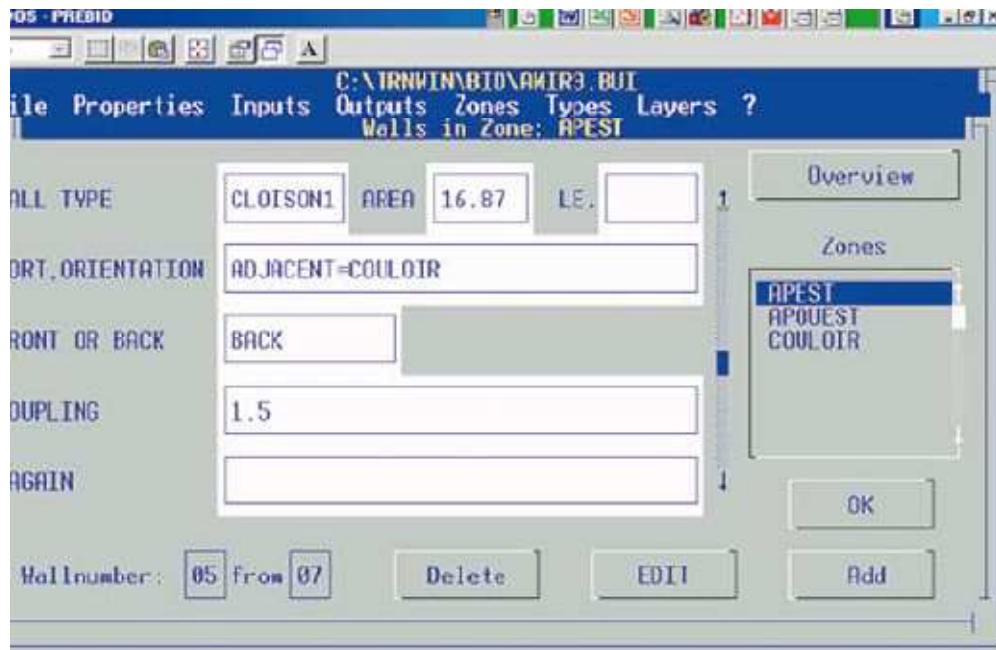 DOS - PREBID
A
C:\TRNWIN\BID\AMIR3.BUI
ile Properties Inputs Outputs Zones Types Layers ?
Walls in Zone: APEST
ALL TYPE CLOISON1 AREA 16.87 LE.
Overview
ORT.ORIENTATION ADJACENT=COULOIR
Zones
APEST
APOUEST
COULOIR
RONT OR BACK BACK
OUPLING 1.5
AGAIN
OK
Wallnumber: 05 from 07 Delete EDIT Add